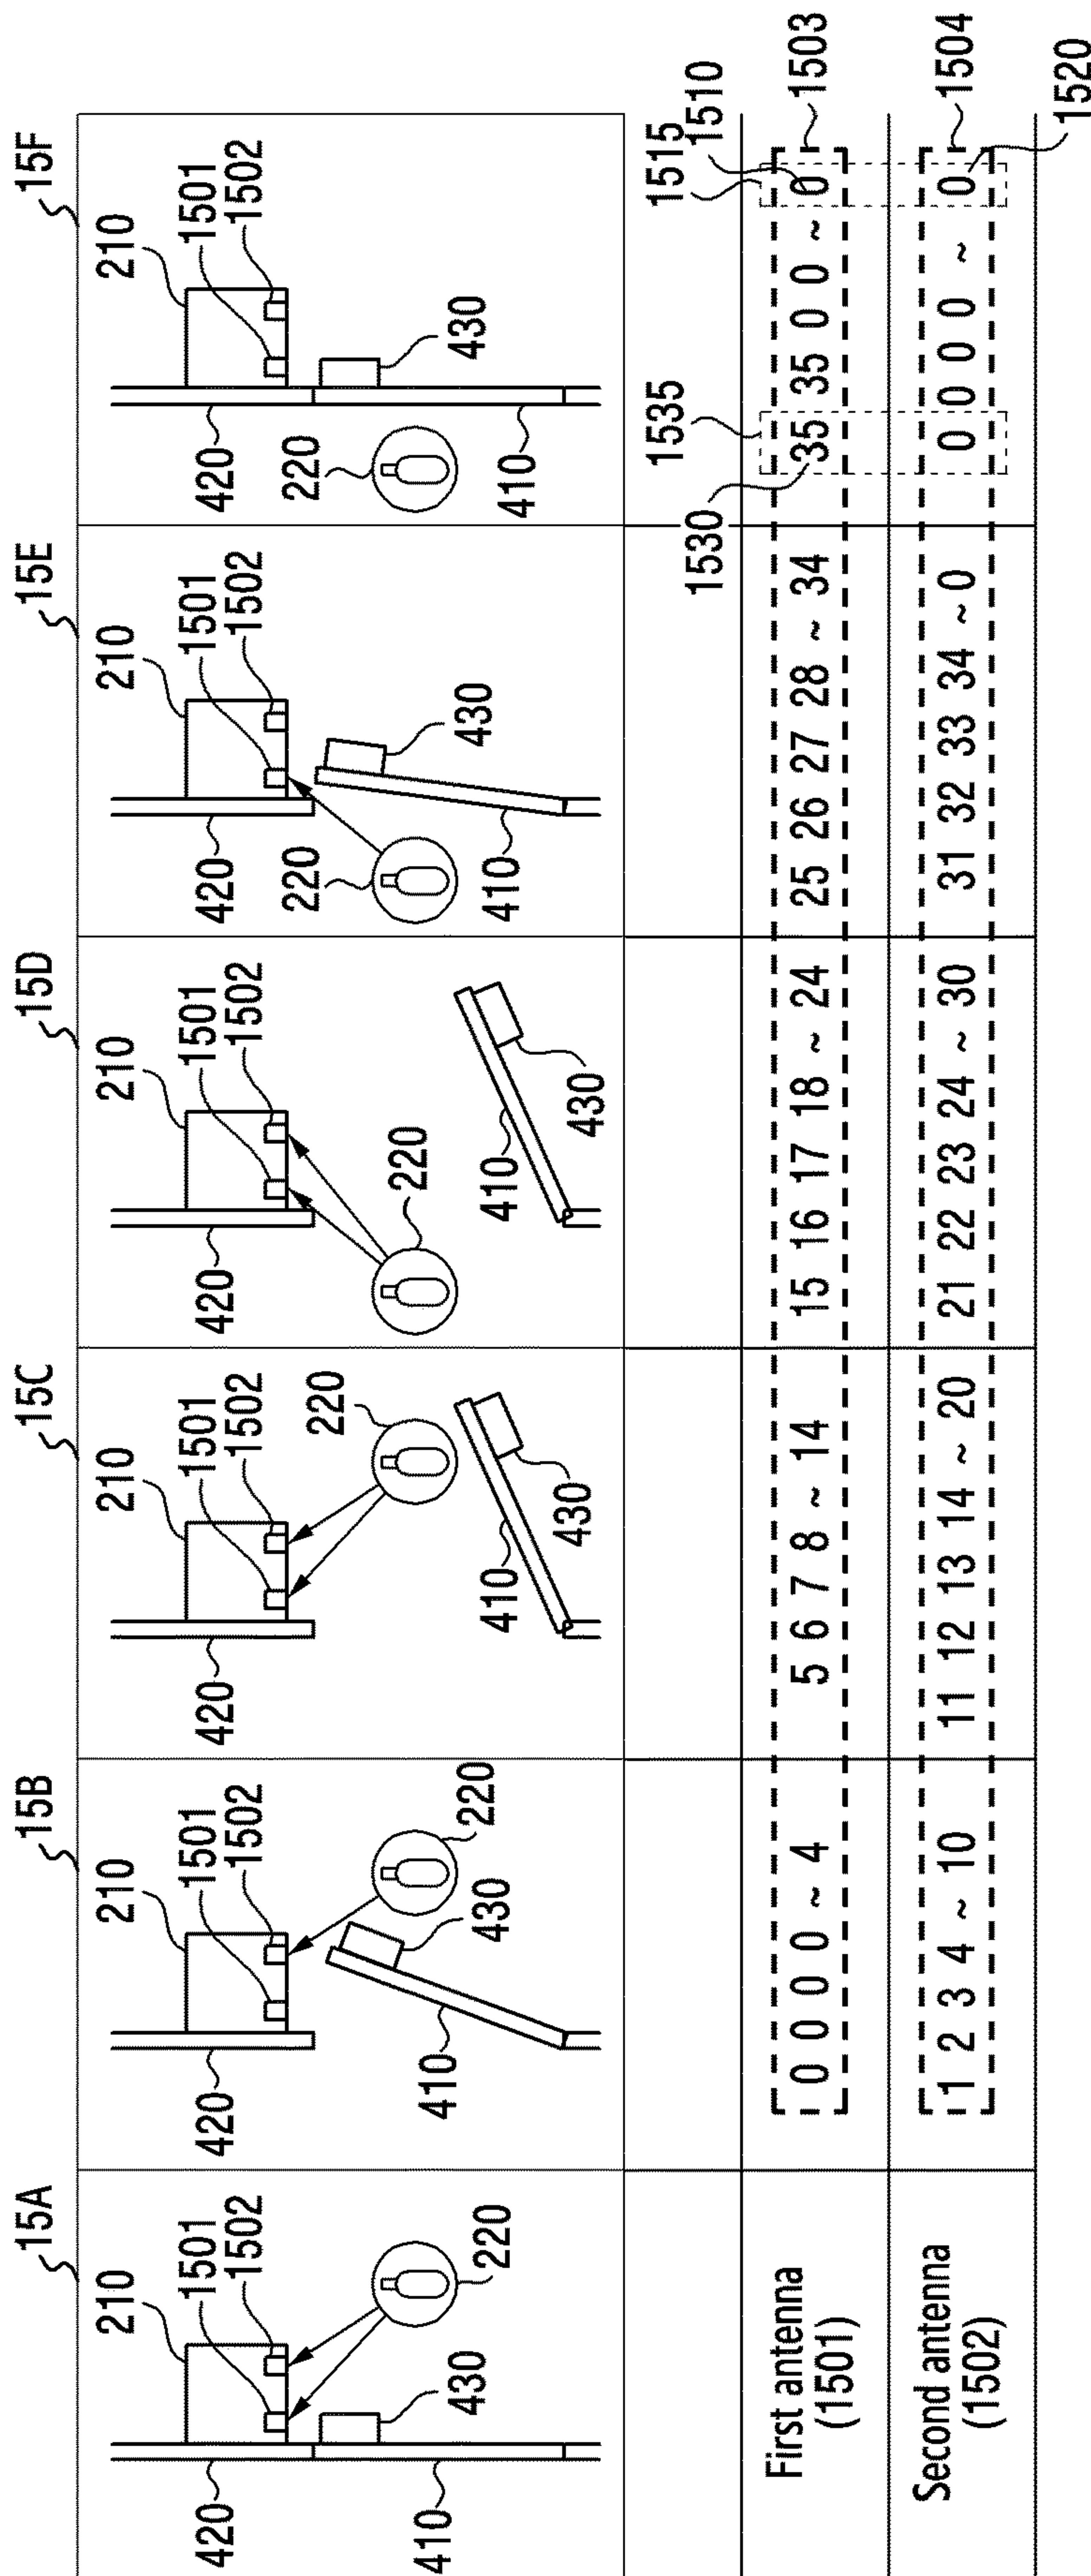 15A
15B
15C
15D
15E
15F
210
1501
1502
420
220
430
410
210
1501
1502
420
220
430
410
210
1501
1502
420
220
430
410
210
1501
1502
420
220
430
410
210
1501
1502
420
220
430
410
210
1501
1502
420
220
430
410
1530
1535
1515
1510
First antenna
(1501)
0 0 0 0 ~ 4
5 6 7 8 ~ 14
15 16 17 18 ~ 24
25 26 27 28 ~ 34
35 35 0 0 ~ 0
1503
Second antenna
(1502)
1 2 3 4 ~ 10
11 12 13 14 ~ 20
21 22 23 24 ~ 30
31 32 33 34 ~ 0
0 0 0 0 ~ 0
1504
1520